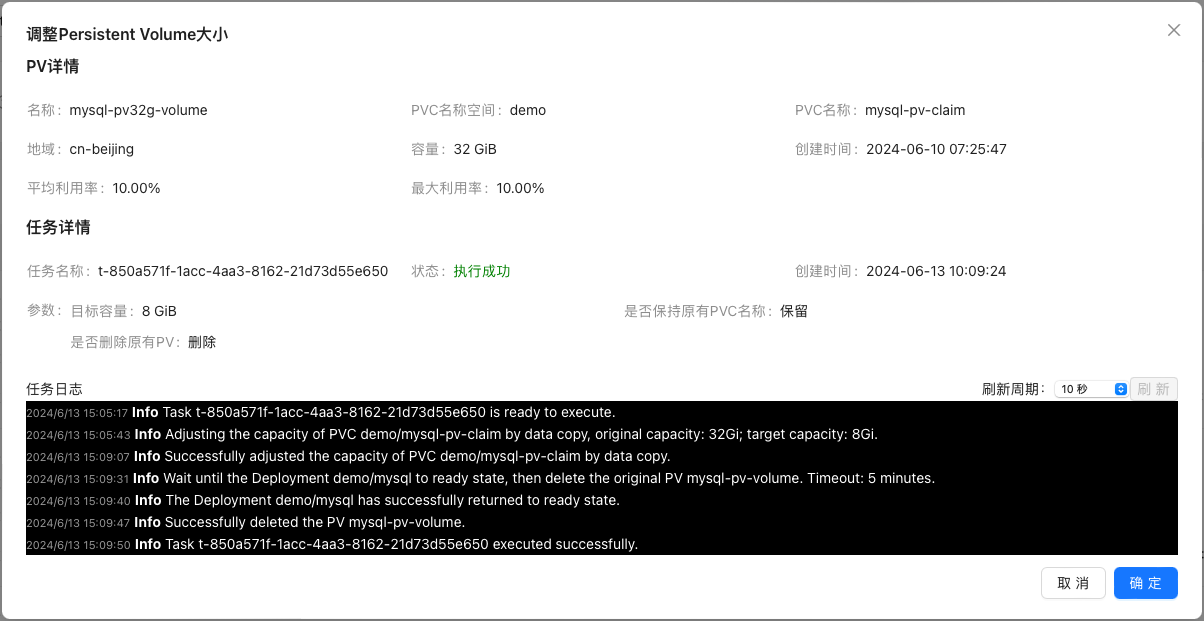 调整Persistent Volume大小
PV详情
名称： mysql-pv32g-volume PVC名称空间： demo PVC名称： mysql-pv-claim
地域： cn-beijing 容量： 32 GiB 创建时间： 2024-06-10 07:25:47
平均利用率： 10.00% 最大利用率： 10.00%
任务详情
任务名称： t-850a571f-1acc-4aa3-8162-21d73d55e650 状态： 执行成功 创建时间： 2024-06-13 10:09:24
参数： 目标容量： 8 GiB 是否保持原有PVC名称： 保留
是否删除原有PV： 删除
任务日志 刷新周期： 10 秒 刷 新
2024/6/13 15:05:17 Info Task t-850a571f-1acc-4aa3-8162-21d73d55e650 is ready to execute.
2024/6/13 15:05:43 Info Adjusting the capacity of PVC demo/mysql-pv-claim by data copy, original capacity: 32Gi; target capacity: 8Gi.
2024/6/13 15:09:07 Info Successfully adjusted the capacity of PVC demo/mysql-pv-claim by data copy.
2024/6/13 15:09:31 Info Wait until the Deployment demo/mysql to ready state, then delete the original PV mysql-pv-volume. Timeout: 5 minutes.
2024/6/13 15:09:40 Info The Deployment demo/mysql has successfully returned to ready state.
2024/6/13 15:09:47 Info Successfully deleted the PV mysql-pv-volume.
2024/6/13 15:09:50 Info Task t-850a571f-1acc-4aa3-8162-21d73d55e650 executed successfully.
取 消 确 定